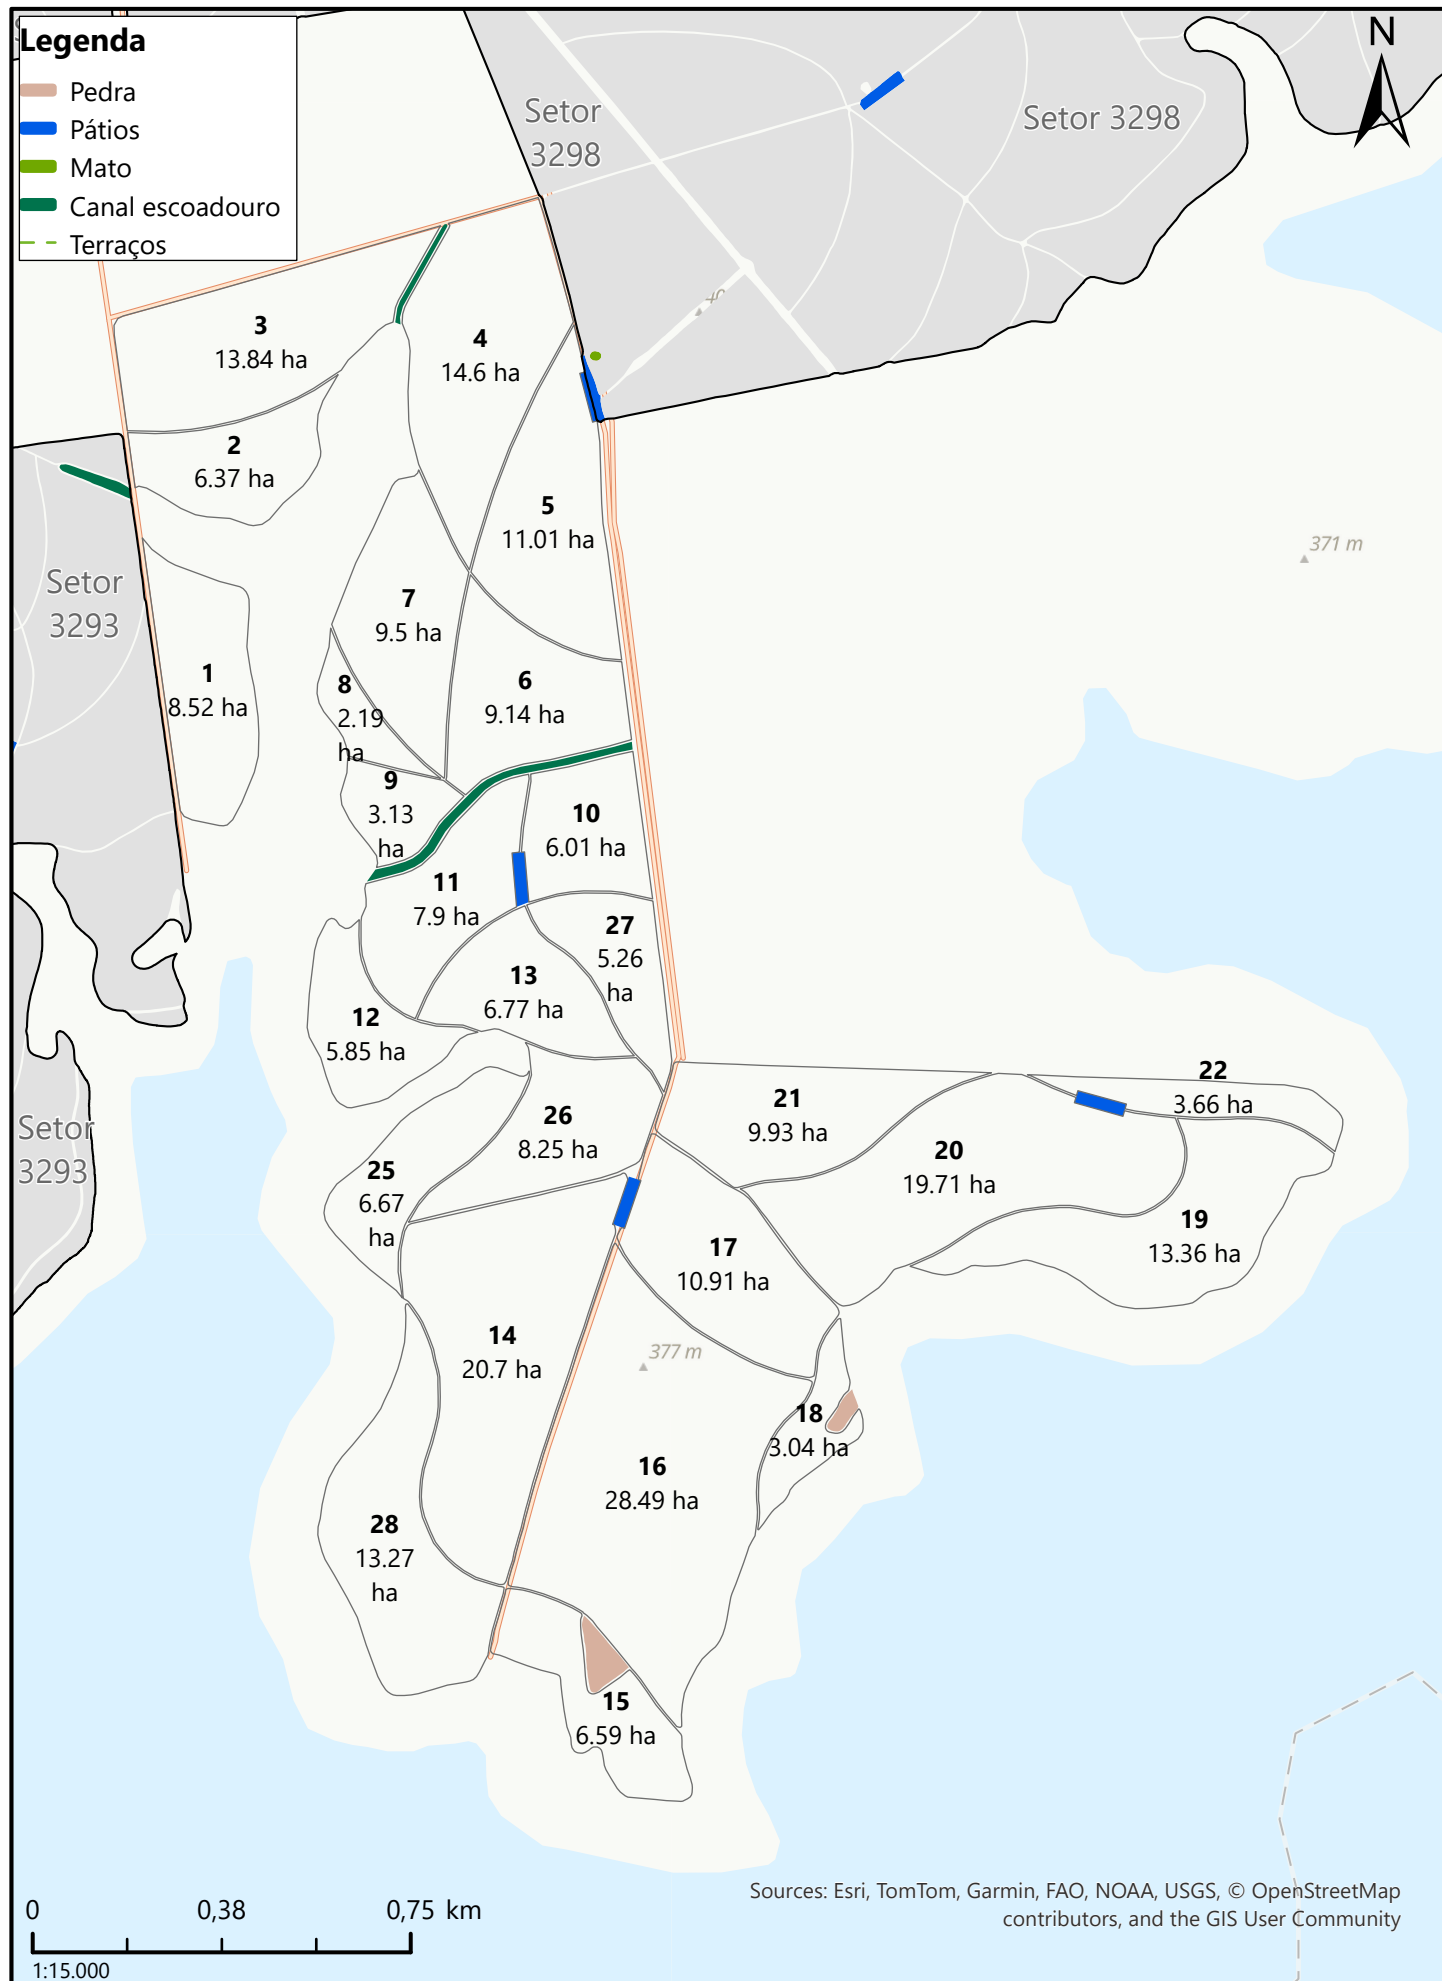 Legenda
Pedra
Pátios
Mato
Canal escoadouro
Terraços
N
Setor
3298
Setor 3298
3
13.84 ha
4
14.6 ha
2
6.37 ha
5
11.01 ha
371 m
Setor
3293
7
9.5 ha
1
8.52 ha
8
2.19
ha
6
9.14 ha
9
3.13
ha
10
6.01 ha
11
7.9 ha
27
5.26
ha
13
6.77 ha
12
5.85 ha
22
3.66 ha
21
9.93 ha
26
8.25 ha
Setor
3293
20
19.71 ha
25
6.67
ha
19
13.36 ha
17
10.91 ha
14
20.7 ha
377 m
18
3.04 ha
16
28.49 ha
28
13.27
ha
15
6.59 ha
Sources: Esri, TomTom, Garmin, FAO, NOAA, USGS, © OpenStreetMap
contributors, and the GIS User Community
0 0,38 0,75 km
1:15.000